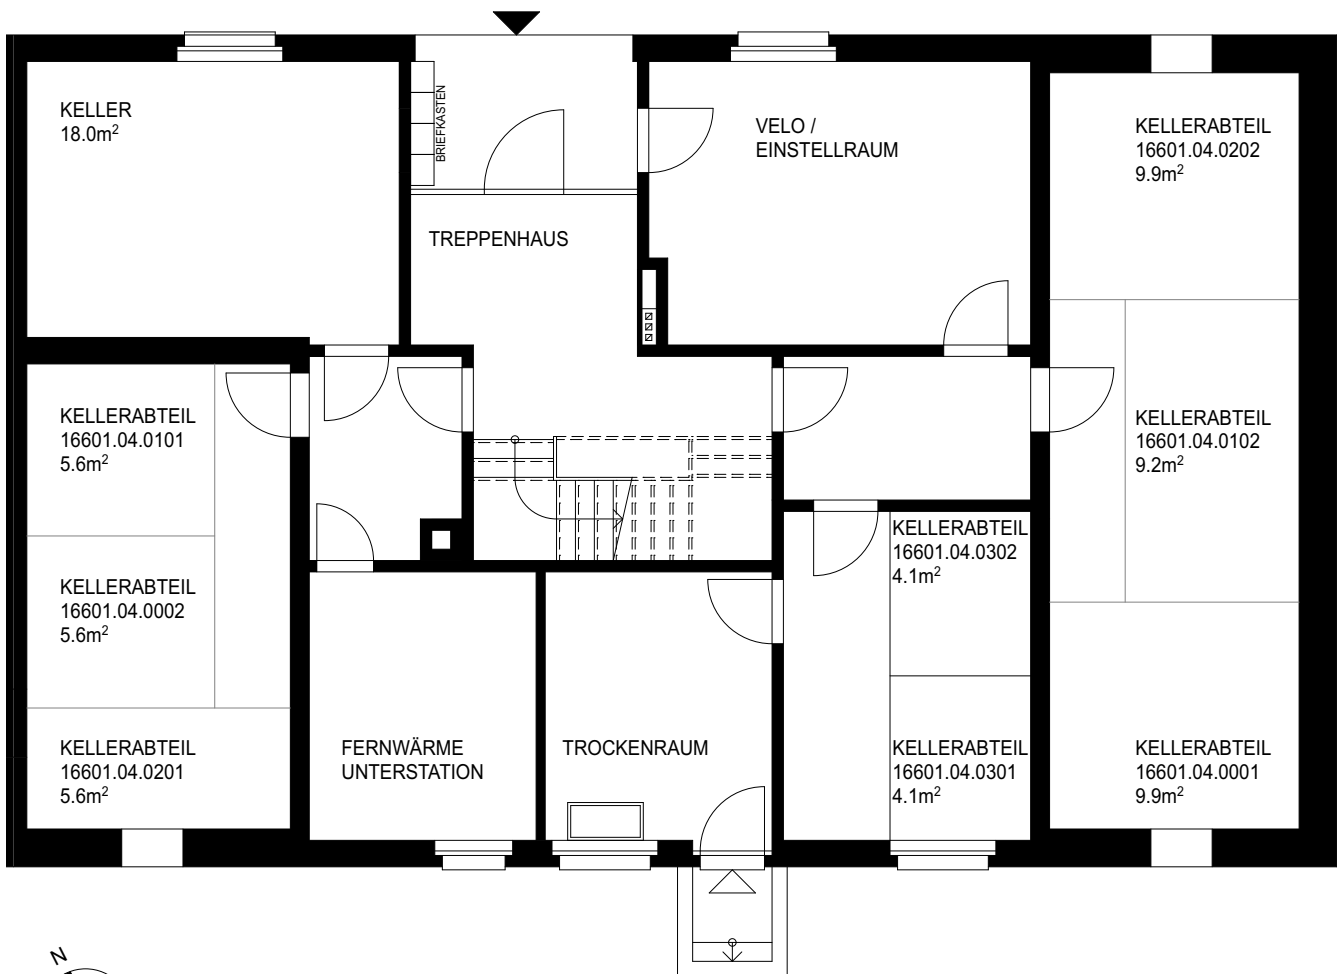 KELLER
18.0m²
BRIEFKASTEN
VELO /
EINSTELLRAUM
KELLERABTEIL
16601.04.0202
9.9m²
TREPPENHAUS
KELLERABTEIL
16601.04.0101
5.6m²
KELLERABTEIL
16601.04.0102
9.2m²
KELLERABTEIL
16601.04.0302
4.1m²
KELLERABTEIL
16601.04.0002
5.6m²
KELLERABTEIL
16601.04.0201
5.6m²
FERNWÄRME
UNTERSTATION
TROCKENRAUM
KELLERABTEIL
16601.04.0301
4.1m²
KELLERABTEIL
16601.04.0001
9.9m²
N